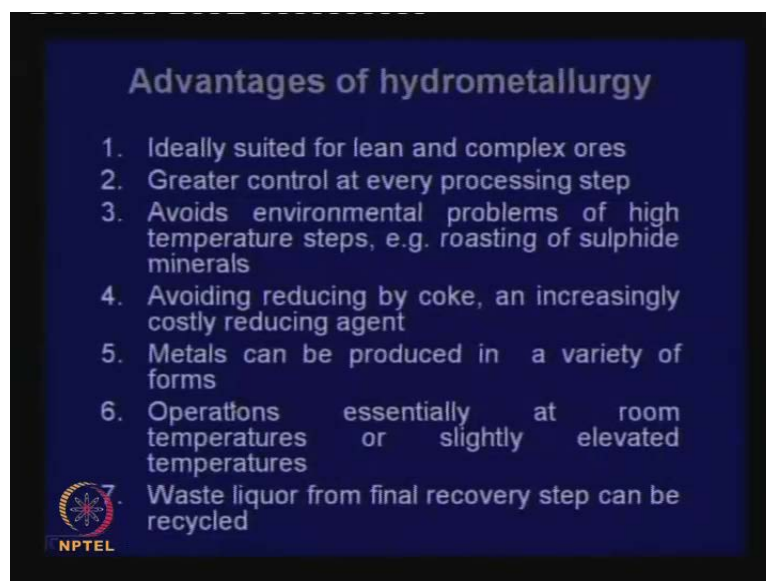 Advantages of hydrometallurgy
1. Ideally suited for lean and complex ores
2. Greater control at every processing step
3. Avoids environmental problems of high
temperature steps, e.g. roasting of sulphide
minerals
4. Avoiding reducing by coke, an increasingly
costly reducing agent
5. Metals can be produced in a variety of
forms
6. Operations essentially at room
temperatures or slightly elevated
temperatures
7. Waste liquor from final recovery step can be
recycled
NPTEL